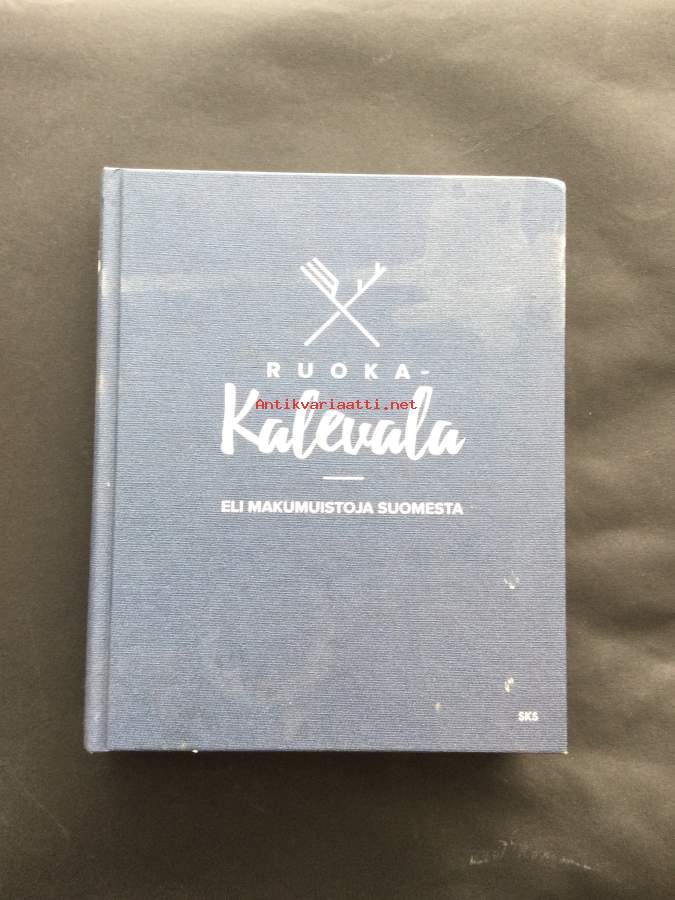 RUOKA-
Antikvariaatti.net
Kalevala
ELI MAKUMUISTOJA SUOMESTA
SKS